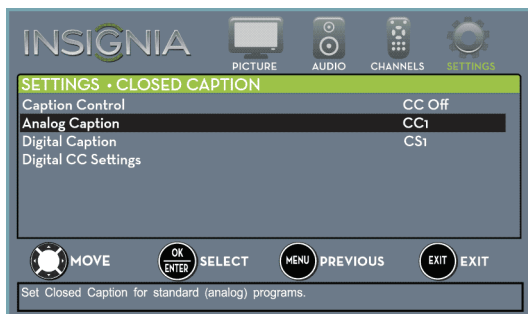 INSIGNIA
PICTURE AUDIO CHANNELS SETTINGS
SETTINGS • CLOSED CAPTION
Caption Control CC Off
Analog Caption CC1
Digital Caption CS1
Digital CC Settings
MOVE OK ENTER SELECT MENU PREVIOUS EXIT EXIT
Set Closed Caption for standard (analog) programs.